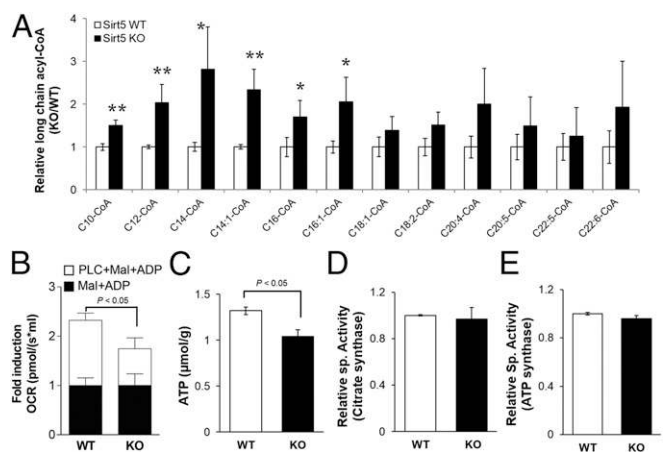 A
Sirt5 WT
Sirt5 KO
Relative long chain acyl-CoA
(KO/WT)
4
3
2
1
0
**
**
*
**
*
*
C10-CoA
C12-CoA
C14-CoA
C14:1-CoA
C16-CoA
C16:1-CoA
C18:1-CoA
C18:2-CoA
C20:4-CoA
C20:5-CoA
C22:5-CoA
C22:6-CoA
B
PLC+Mal+ADP
Mal+ADP
P < 0.05
Fold induction
OCR (pmol/(s*ml)
3
2
1
0
WT
KO
C
P < 0.05
ATP (µmol/g)
1.5
1
0.5
0
WT
KO
D
Relative sp. Activity
(Citrate synthase)
1.2
0.8
0.4
0
WT
KO
E
Relative Sp. Activity
(ATP synthase)
1.2
0.8
0.4
0
WT
KO